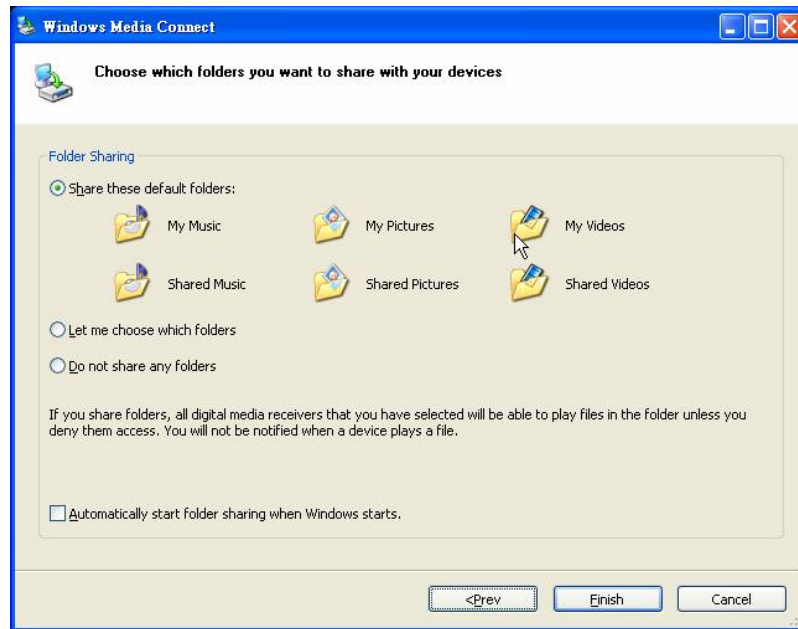 Windows Media Connect
Choose which folders you want to share with your devices
Folder Sharing
Share these default folders:
My Music My Pictures My Videos
Shared Music Shared Pictures Shared Videos
Let me choose which folders
Do not share any folders
If you share folders, all digital media receivers that you have selected will be able to play files in the folder unless you
deny them access. You will not be notified when a device plays a file.
Automatically start folder sharing when Windows starts.
<Prev Finish Cancel